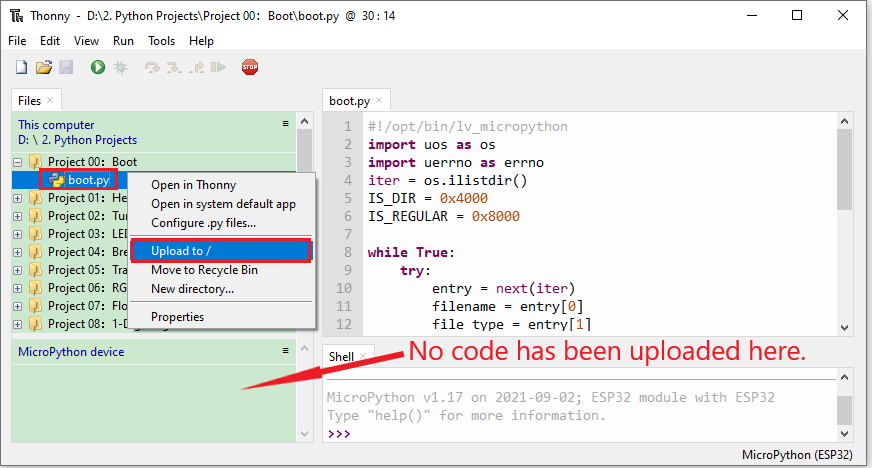 Thonny - D:\2. Python Projects\Project 00: Boot\boot.py @ 30 : 14
File Edit View Run Tools Help
STOP
Files ×
This computer ≡
D: \ 2. Python Projects
Project 00: Boot
boot.py
Project 01: He
Project 02: Tur
Project 03: LED
Project 04: Bre
Project 05: Tra
Project 06: RG
Project 07: Flo
Project 08: 1-D
Open in Thonny
Open in system default app
Configure .py files...
Upload to /
Move to Recycle Bin
New directory...
Properties
MicroPython device ≡
boot.py ×
1 #!/opt/bin/lv_micropython
2 import uos as os
3 import uerrno as errno
4 iter = os.ilistdir()
5 IS_DIR = 0x4000
6 IS_REGULAR = 0x8000
7
8 while True:
9 try:
10 entry = next(iter)
11 filename = entry[0]
12 file_type = entry[1]
No code has been uploaded here.
Shell ×
MicroPython v1.17 on 2021-09-02; ESP32 module with ESP32
Type "help()" for more information.
>>>
MicroPython (ESP32)